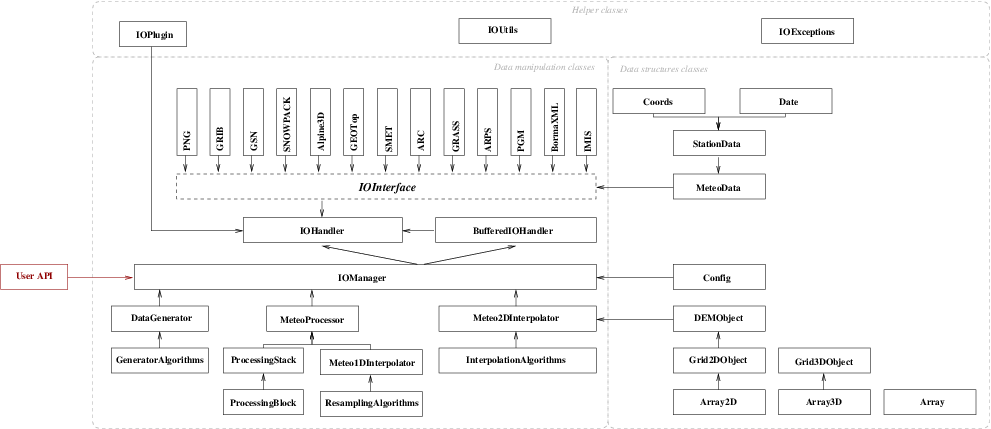 Helper classes
IOPlugin
IOUtils
IOExceptions
Data manipulation classes
Data structures classes
PNG
GRIB
GSN
SNOWPACK
Alpine3D
GEOTop
SMET
ARC
GRASS
ARPS
PGM
BormaXML
IMIS
Coords
Date
StationData
IOInterface
MeteoData
IOHandler
BufferedIOHandler
User API
IOManager
Config
DataGenerator
MeteoProcessor
Meteo2DInterpolator
DEMObject
GeneratorAlgorithms
ProcessingStack
Meteo1DInterpolator
InterpolationAlgorithms
Grid2DObject
Grid3DObject
ProcessingBlock
ResamplingAlgorithms
Array2D
Array3D
Array